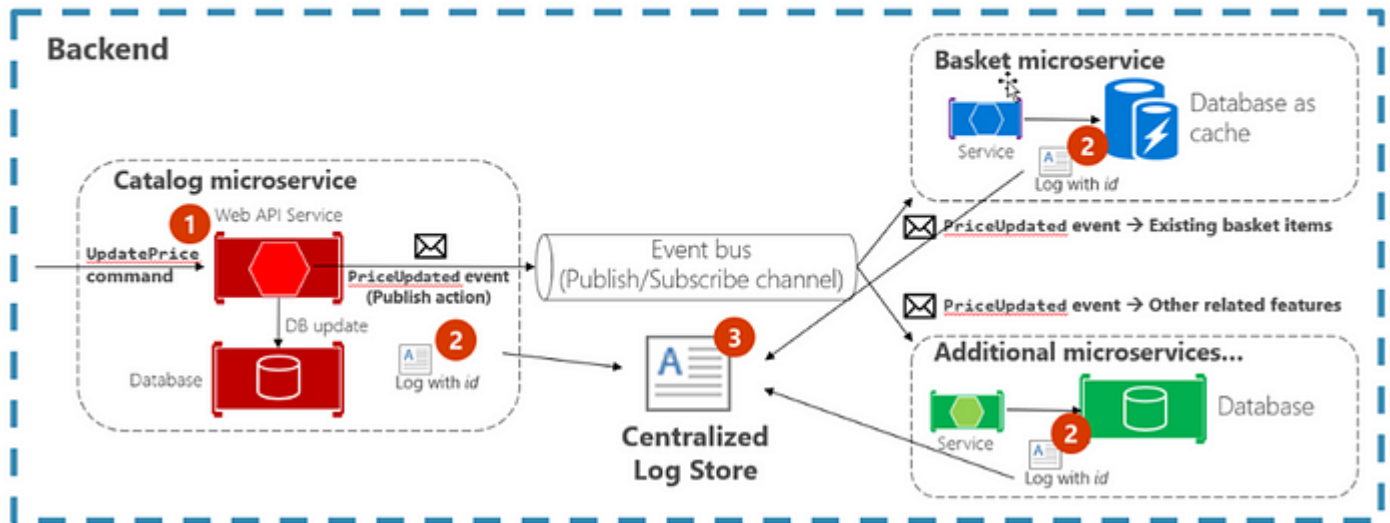 Backend
Catalog microservice
1
Web API Service
UpdatePrice
command
PriceUpdated event
(Publish action)
DB update
Database
2
A
Log with id
Event bus
(Publish/Subscribe channel)
3
A
Centralized
Log Store
Basket microservice
Database as
cache
Service
2
A
Log with id
PriceUpdated event → Existing basket items
PriceUpdated event → Other related features
Additional microservices...
Database
Service
2
A
Log with id